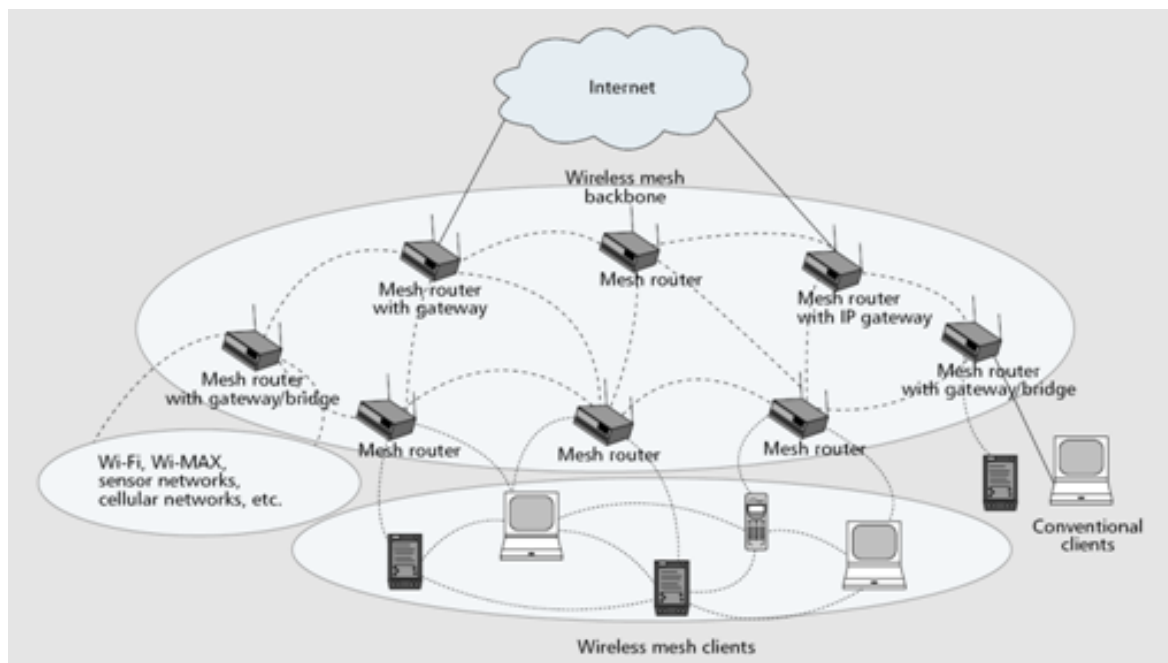 Internet
Wireless mesh
backbone
Mesh router
with gateway
Mesh router
Mesh router
with IP gateway
Mesh router
with gateway/bridge
Mesh router
with gateway/bridge
Mesh router
Mesh router
Mesh router
Wi-Fi, Wi-MAX,
sensor networks,
cellular networks, etc.
Conventional
clients
Wireless mesh clients